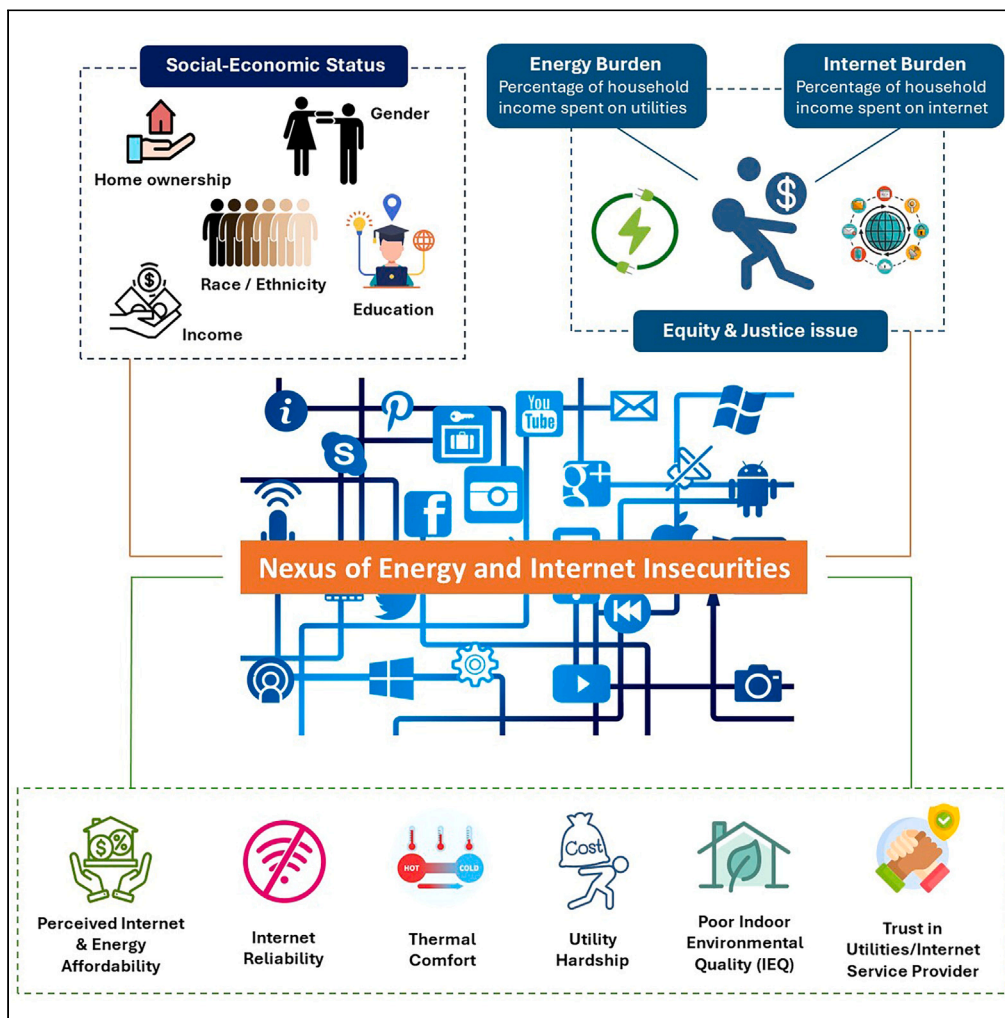 Social-Economic Status
Gender
Home ownership
Race / Ethnicity
Education
$
Income
Energy Burden
Percentage of household
income spent on utilities
Internet Burden
Percentage of household
income spent on internet
$
Equity & Justice issue
i
You
Tube
S
g+
f
Nexus of Energy and Internet Insecurities
$ %
Perceived Internet
& Energy
Affordability
Internet
Reliability
HOT
COLD
Thermal
Comfort
Cost
Utility
Hardship
Poor Indoor
Environmental
Quality (IEQ)
Trust in
Utilities/Internet
Service Provider